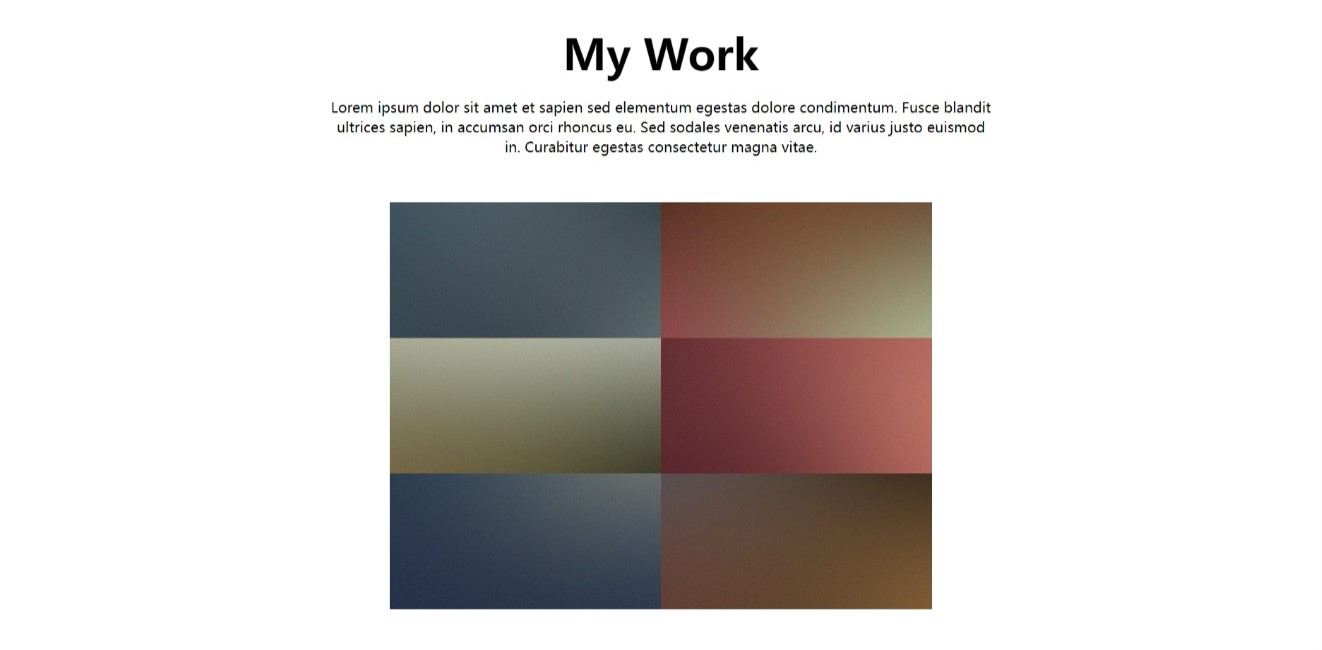 My Work
Lorem ipsum dolor sit amet et sapien sed elementum egestas dolore condimentum. Fusce blandit
ultrices sapien, in accumsan orci rhoncus eu. Sed sodales venenatis arcu, id varius justo euismod
in. Curabitur egestas consectetur magna vitae.